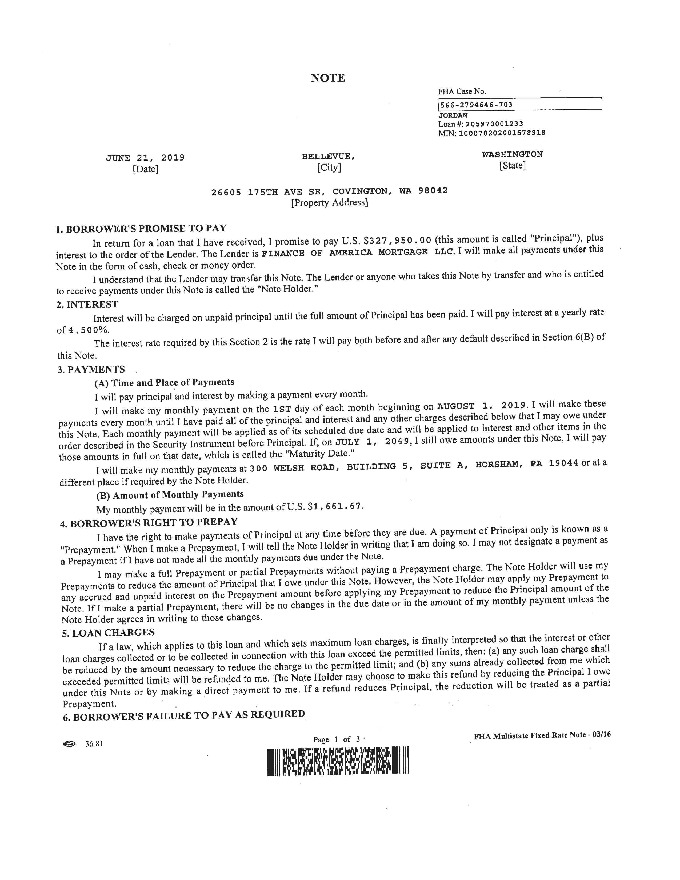 NOTE
FHA Case No.
566-2794646-703
JORDAN
MIN: 100070202001578918
JUNE 21, 2019 BELLEVUE, WASHINGTON
[Date] [City] [State]
26605 175TH AVE SE, COVINGTON, WA 98042
[Property Address]
1. BORROWER'S PROMISE TO PAY
In return for a loan that I have received, I promise to pay U.S. $327,950.00 (this amount is called "Principal"), plus
interest to the order of the Lender. The Lender is FINANCE OF AMERICA MORTGAGE LLC. I will make all payments under this
Note in the form of cash, check or money order.
I understand that the Lender may transfer this Note. The Lender or anyone who takes this Note by transfer and who is entitled
to receive payments under this Note is called the "Note Holder."
2. INTEREST
Interest will be charged on unpaid principal until the full amount of Principal has been paid. I will pay interest at a yearly rate
of 4.500%.
The interest rate required by this Section 2 is the rate I will pay both before and after any default described in Section 6(B) of
this Note.
3. PAYMENTS
(A) Time and Place of Payments
I will pay principal and interest by making a payment every month.
I will make my monthly payment on the 1ST day of each month beginning on AUGUST 1, 2019. I will make these
payments every month until I have paid all of the principal and interest and any other charges described below that I may owe under
this Note. Each monthly payment will be applied as of its scheduled due date and will be applied to interest and other items in the
order described in the Security Instrument before Principal. If, on JULY 1, 2049, I still owe amounts under this Note, I will pay
those amounts in full on that date, which is called the "Maturity Date."
I will make my monthly payments at 300 WELSH ROAD, BUILDING 5, SUITE A, HORSHAM, PA 19044 or at a
different place if required by the Note Holder.
(B) Amount of Monthly Payments
My monthly payment will be in the amount of U.S. $1,661.67.
4. BORROWER'S RIGHT TO PREPAY
I have the right to make payments of Principal at any time before they are due. A payment of Principal only is known as a
"Prepayment." When I make a Prepayment, I will tell the Note Holder in writing that I am doing so. I may not designate a payment as
a Prepayment if I have not made all the monthly payments due under the Note.
I may make a full Prepayment or partial Prepayments without paying a Prepayment charge. The Note Holder will use my
Prepayments to reduce the amount of Principal that I owe under this Note. However, the Note Holder may apply my Prepayment to
any accrued and unpaid interest on the Prepayment amount before applying my Prepayment to reduce the Principal amount of the
Note. If I make a partial Prepayment, there will be no changes in the due date or in the amount of my monthly payment unless the
Note Holder agrees in writing to those changes.
5. LOAN CHARGES
If a law, which applies to this loan and which sets maximum loan charges, is finally interpreted so that the interest or other
loan charges collected or to be collected in connection with this loan exceed the permitted limits, then: (a) any such loan charge shall
be reduced by the amount necessary to reduce the charge to the permitted limit; and (b) any sums already collected from me which
exceeded permitted limits will be refunded to me. The Note Holder may choose to make this refund by reducing the Principal I owe
under this Note or by making a direct payment to me. If a refund reduces Principal, the reduction will be treated as a partial
Prepayment.
6. BORROWER'S FAILURE TO PAY AS REQUIRED
36.81 Page 1 of 3 FHA Multistate Fixed Rate Note - 03/16